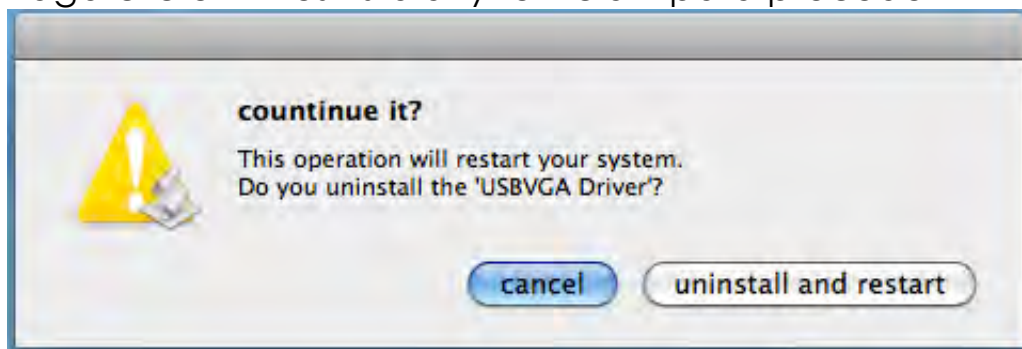 countinue it?
This operation will restart your system.
Do you uninstall the 'USBVGA Driver'?
cancel
uninstall and restart